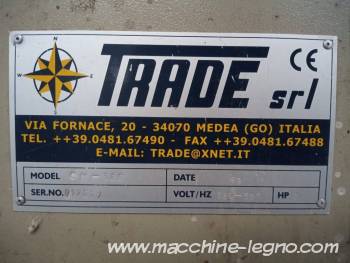 TRADE srl CE
VIA FORNACE, 20 - 34070 MEDEA (GO) ITALIA
TEL. ++39.0481.67490 - FAX ++39.0481.67488
E-MAIL: TRADE@XNET.IT
MODEL DATE
SER.NO. VOLT/HZ HP
www.macchine-legno.com